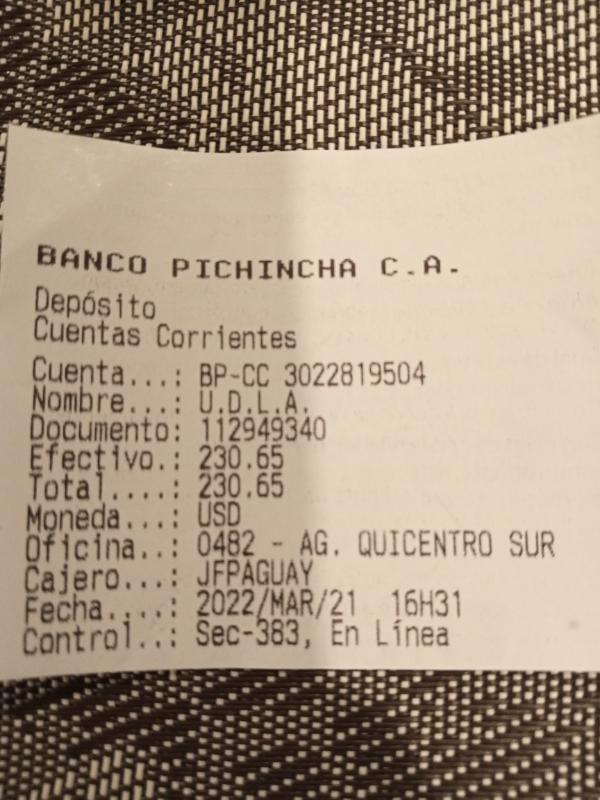 BANCO PICHINCHA C.A.
Depósito
Cuentas Corrientes
Cuenta...: BP-CC 3022819504
Nombre...: U.D.L.A.
Documento: 112949340
Efectivo.: 230.65
Total....: 230.65
Moneda...: USD
Oficina..: 0482 - AG. QUICENTRO SUR
Cajero...: JFPAGUAY
Fecha....: 2022/MAR/21 16H31
Control..: Sec-383, En Línea